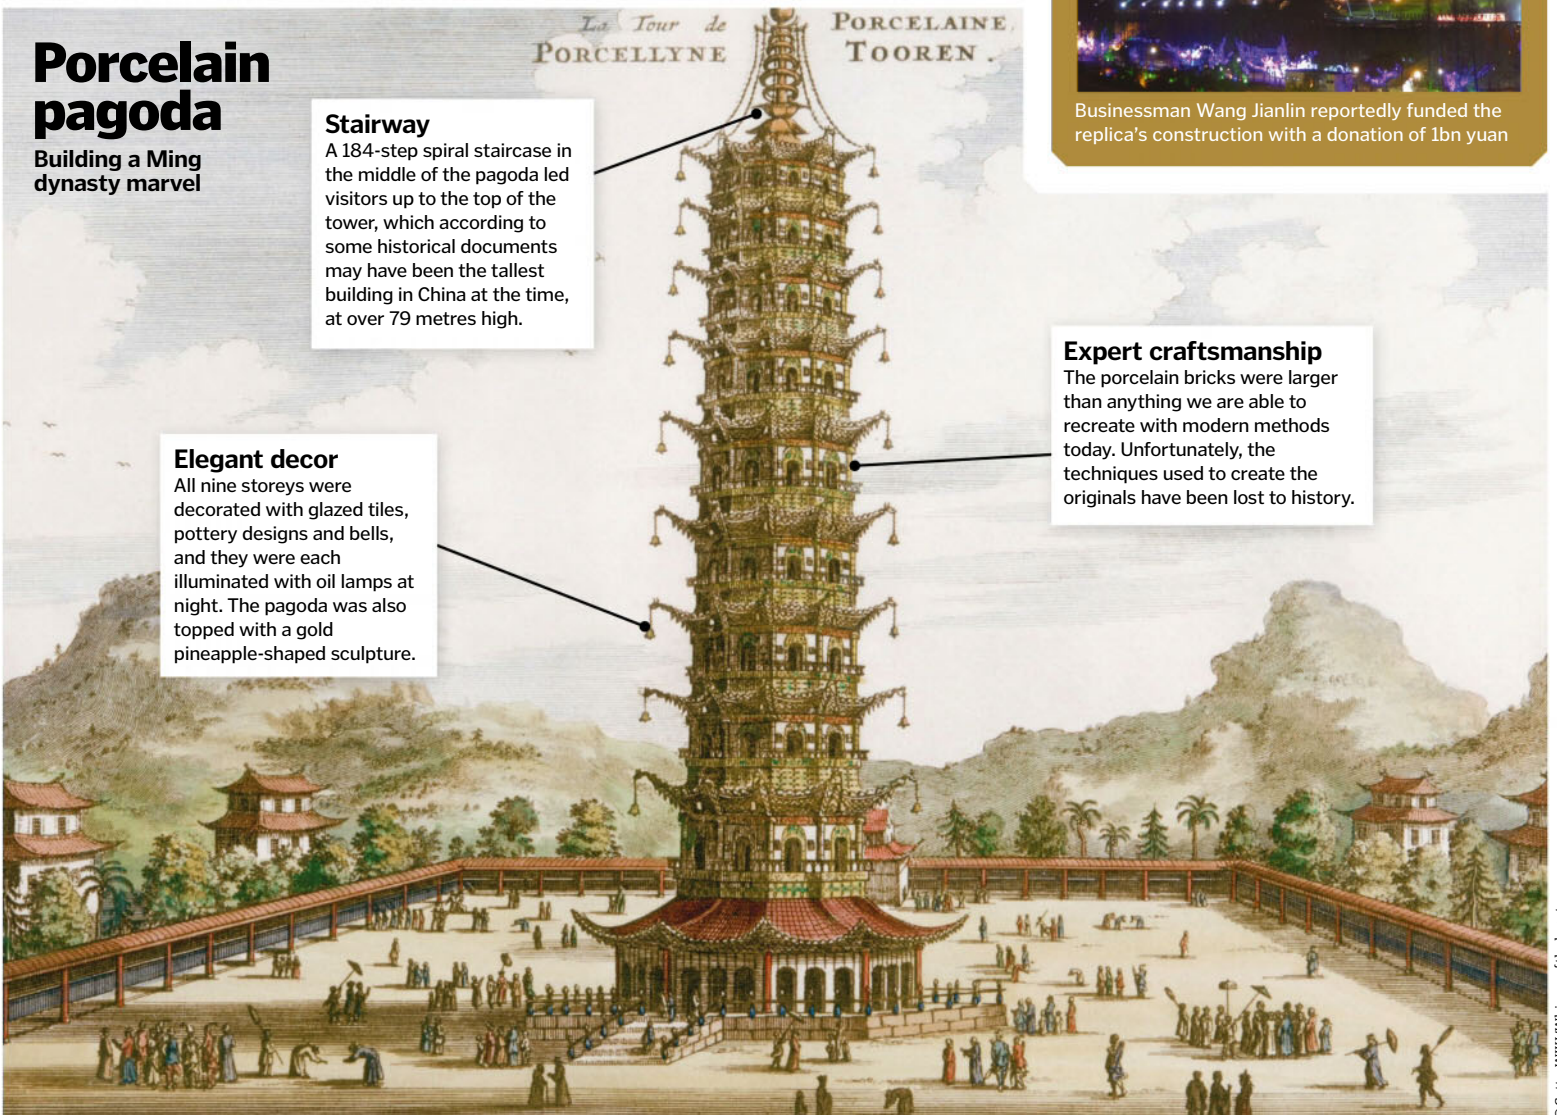 La Tour de
PORCELLYNE
PORCELAINE,
TOOREN.
Porcelain
pagoda
Building a Ming
dynasty marvel
Stairway
A 184-step spiral staircase in
the middle of the pagoda led
visitors up to the top of the
tower, which according to
some historical documents
may have been the tallest
building in China at the time,
at over 79 metres high.
Businessman Wang Jianlin reportedly funded the
replica's construction with a donation of 1bn yuan
Expert craftsmanship
The porcelain bricks were larger
than anything we are able to
recreate with modern methods
today. Unfortunately, the
techniques used to create the
originals have been lost to history.
Elegant decor
All nine storeys were
decorated with glazed tiles,
pottery designs and bells,
and they were each
illuminated with oil lamps at
night. The pagoda was also
topped with a gold
pineapple-shaped sculpture.